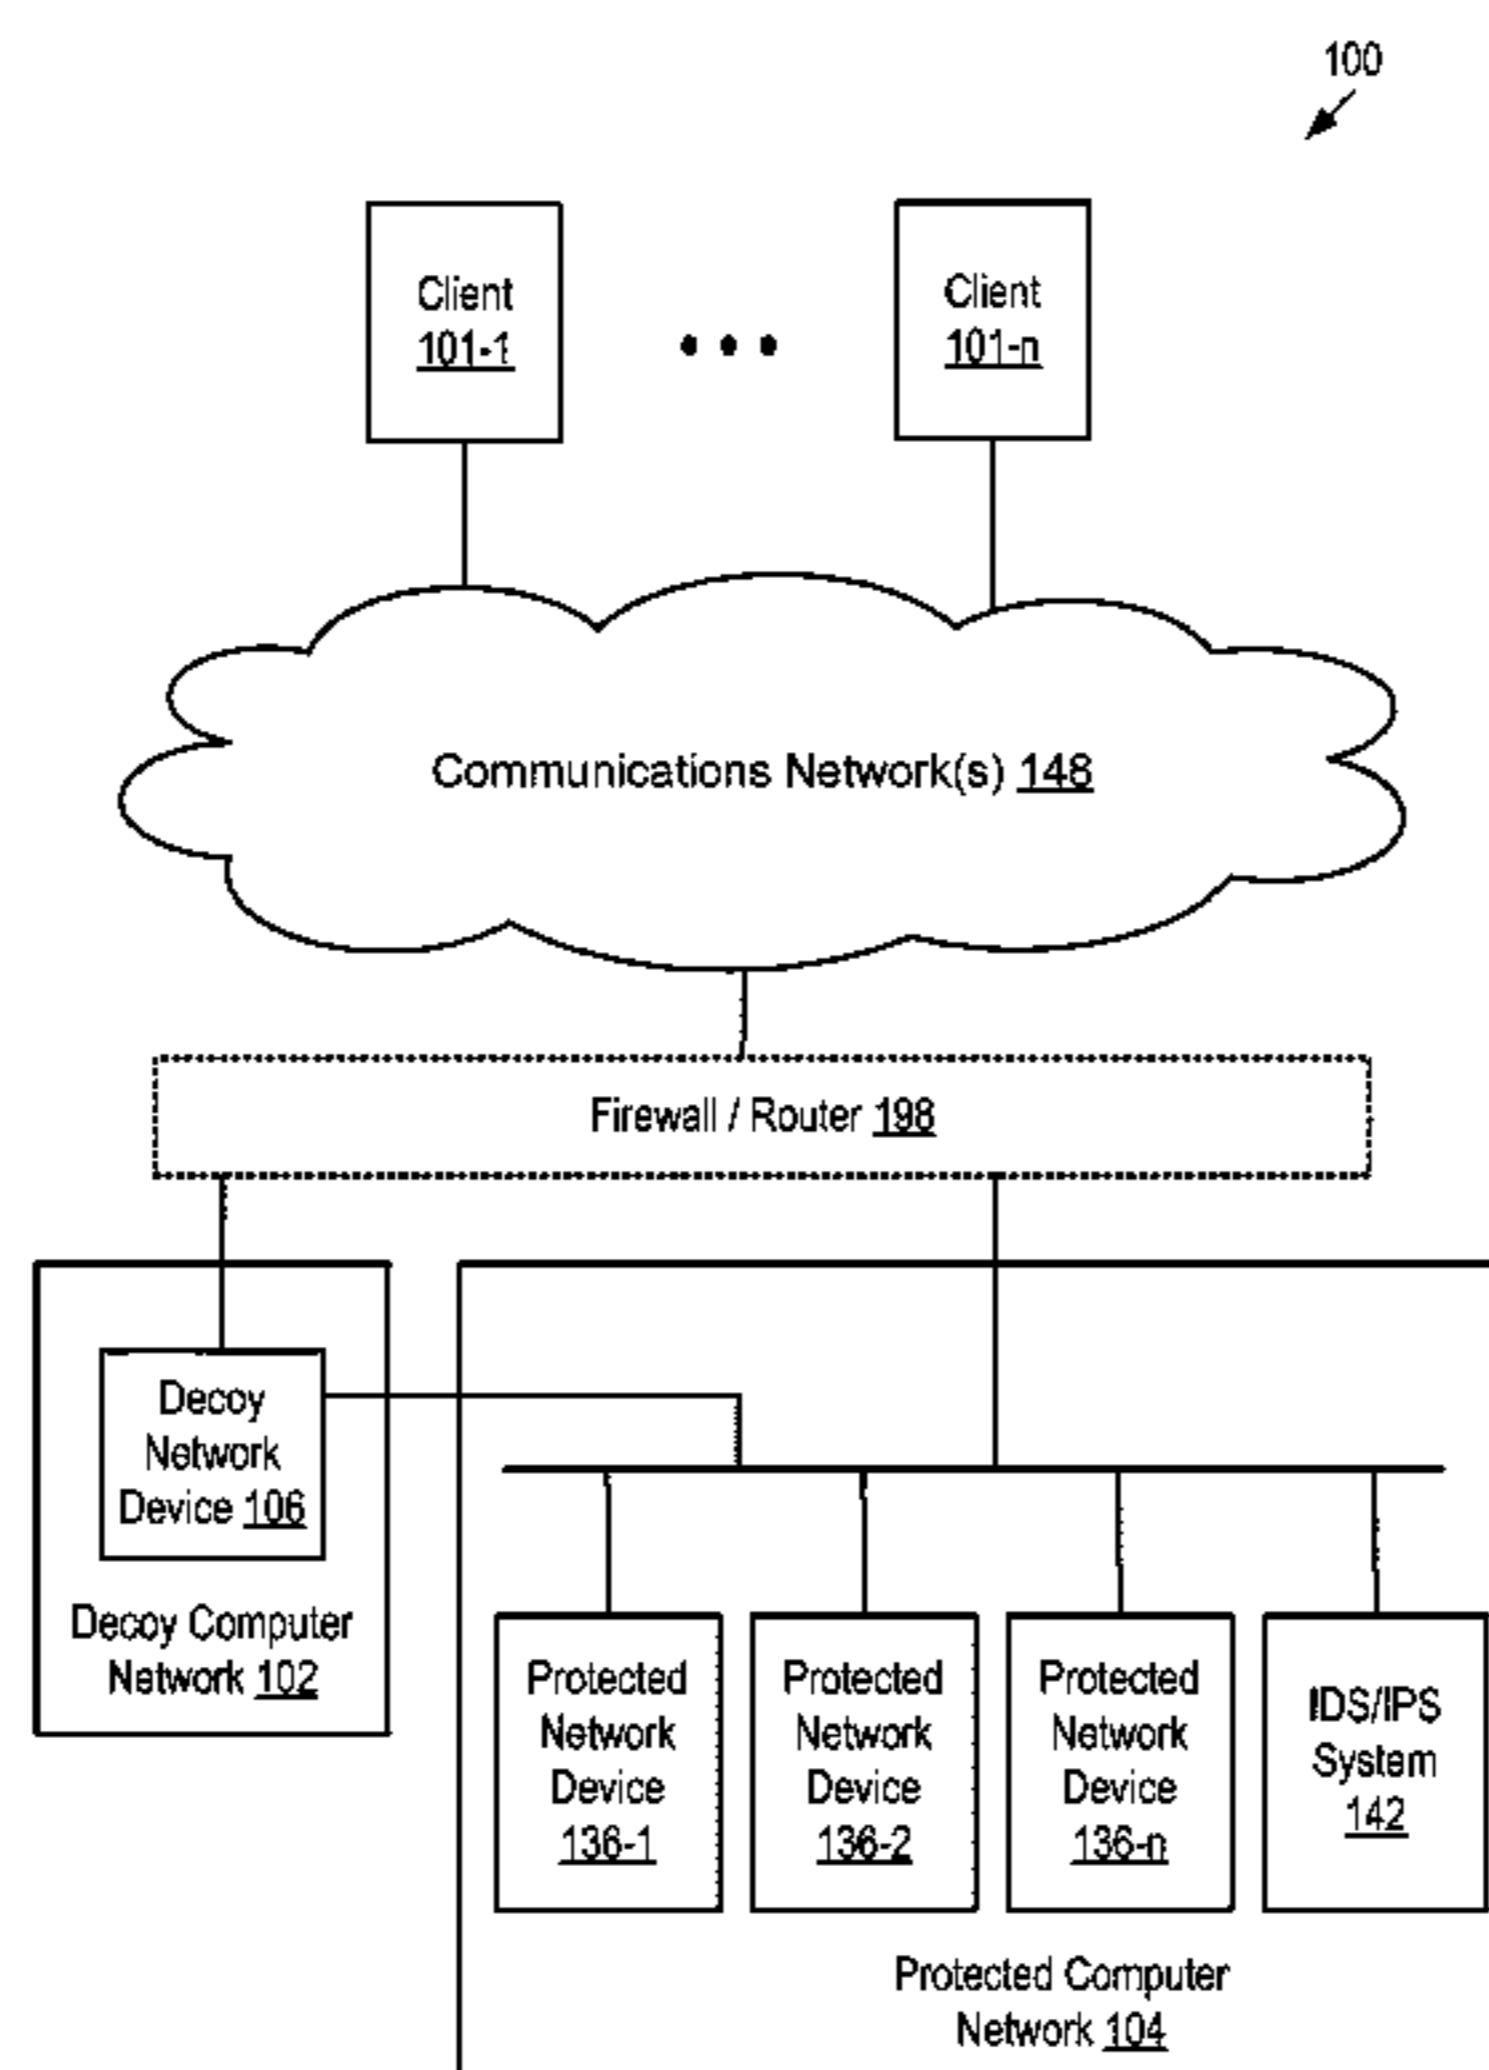 100
Client
101-1
Client
101-n
Communications Network(s) 148
Firewall / Router 198
Decoy
Network
Device 106
Decoy Computer
Network 102
Protected
Network
Device
136-1
Protected
Network
Device
136-2
Protected
Network
Device
136-n
IDS/IPS
System
142
Protected Computer
Network 104